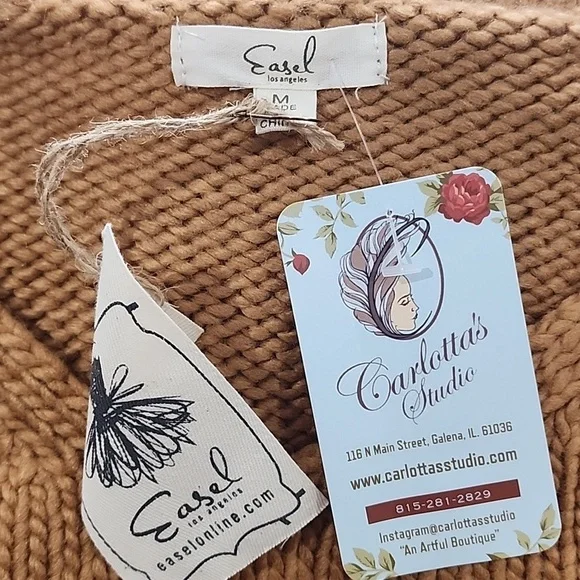 Easel
los angeles
M
Carlotta's
Studio
116 N Main Street, Galena, IL. 61036
www.carlottasstudio.com
815-281-2829
Instagram@carlottasstudio
"An Artful Boutique"
Easel
los angeles
easelonline.com